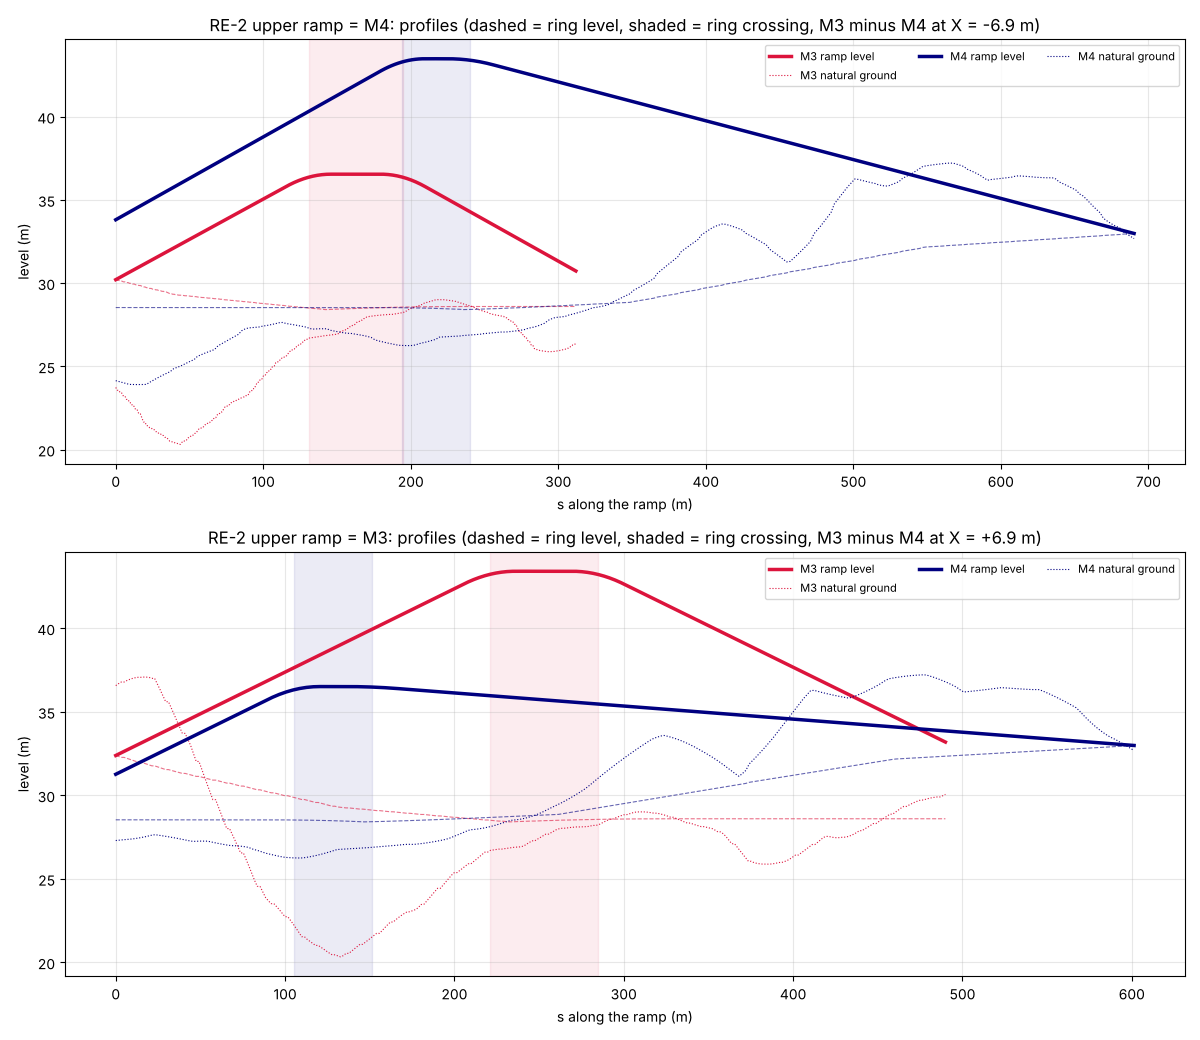 RE-2 upper ramp = M4: profiles (dashed = ring level, shaded = ring crossing, M3 minus M4 at X = -6.9 m)
M3 ramp level
M3 natural ground
M4 ramp level
M4 natural ground
level (m)
40
35
30
25
20
0 100 200 300 400 500 600 700
s along the ramp (m)
RE-2 upper ramp = M3: profiles (dashed = ring level, shaded = ring crossing, M3 minus M4 at X = +6.9 m)
M3 ramp level
M3 natural ground
M4 ramp level
M4 natural ground
level (m)
40
35
30
25
20
0 100 200 300 400 500 600
s along the ramp (m)